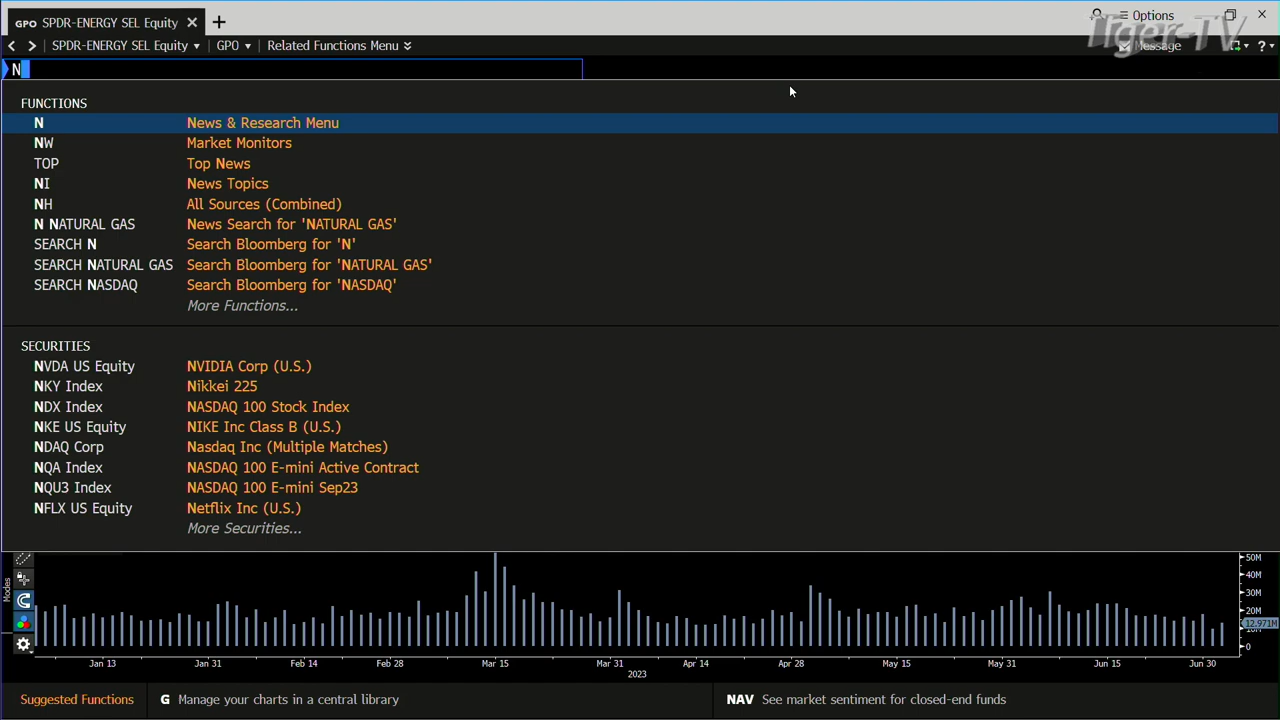 GPO SPDR-ENERGY SEL Equity
Options
Tiger-TV
SPDR-ENERGY SEL Equity GPO Related Functions Menu
Message
?
N
FUNCTIONS
N News & Research Menu
NW Market Monitors
TOP Top News
NI News Topics
NH All Sources (Combined)
N NATURAL GAS News Search for 'NATURAL GAS'
SEARCH N Search Bloomberg for 'N'
SEARCH NATURAL GAS Search Bloomberg for 'NATURAL GAS'
SEARCH NASDAQ Search Bloomberg for 'NASDAQ'
More Functions...
SECURITIES
NVDA US Equity NVIDIA Corp (U.S.)
NKY Index Nikkei 225
NDX Index NASDAQ 100 Stock Index
NKE US Equity NIKE Inc Class B (U.S.)
NDAQ Corp Nasdaq Inc (Multiple Matches)
NQA Index NASDAQ 100 E-mini Active Contract
NQU3 Index NASDAQ 100 E-mini Sep23
NFLX US Equity Netflix Inc (U.S.)
More Securities...
Modes
50M
40M
30M
20M
12.971M
0
Jan 13 Jan 31 Feb 14 Feb 28 Mar 15 Mar 31 Apr 14 Apr 28 May 15 May 31 Jun 15 Jun 30
2023
Suggested Functions G Manage your charts in a central library NAV See market sentiment for closed-end funds